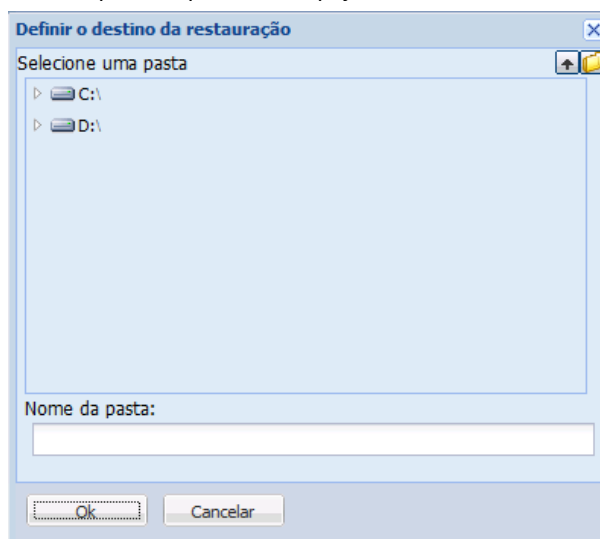 Definir o destino da restauração
Selecione uma pasta
C:\
D:\
Nome da pasta:
Ok
Cancelar